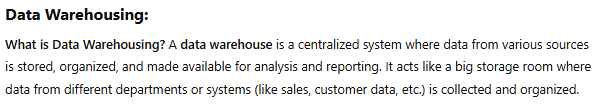 Data Warehousing:
What is Data Warehousing? A data warehouse is a centralized system where data from various sources
is stored, organized, and made available for analysis and reporting. It acts like a big storage room where
data from different departments or systems (like sales, customer data, etc.) is collected and organized.